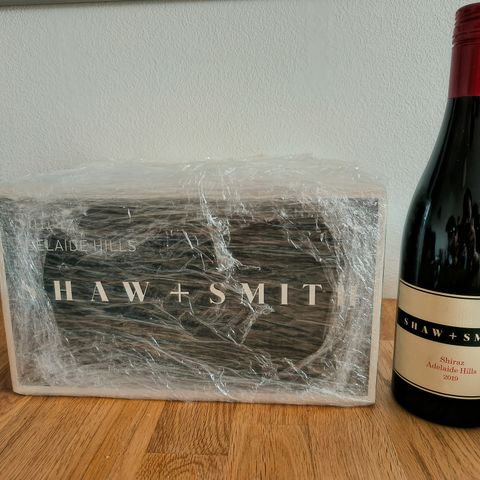 ADELAIDE HILLS
SHAW + SMITH
SHAW + SM
Shiraz
Adelaide Hills
2019